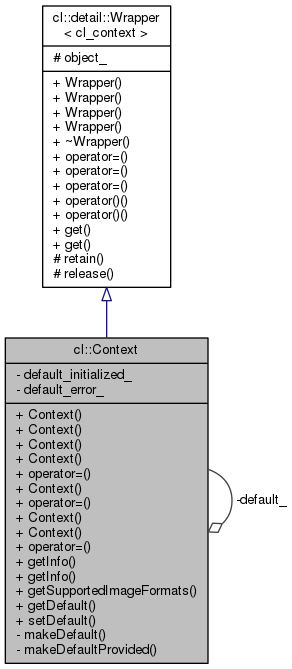 cl::detail::Wrapper
< cl_context >
# object_
+ Wrapper()
+ Wrapper()
+ Wrapper()
+ Wrapper()
+ ~Wrapper()
+ operator=()
+ operator=()
+ operator=()
+ operator()()
+ operator()()
+ get()
+ get()
# retain()
# release()
cl::Context
- default_initialized_
- default_error_
+ Context()
+ Context()
+ Context()
+ Context()
+ operator=()
+ Context()
+ operator=()
+ Context()
+ Context()
+ operator=()
+ getInfo()
+ getInfo()
+ getSupportedImageFormats()
+ getDefault()
+ setDefault()
- makeDefault()
- makeDefaultProvided()
-default_